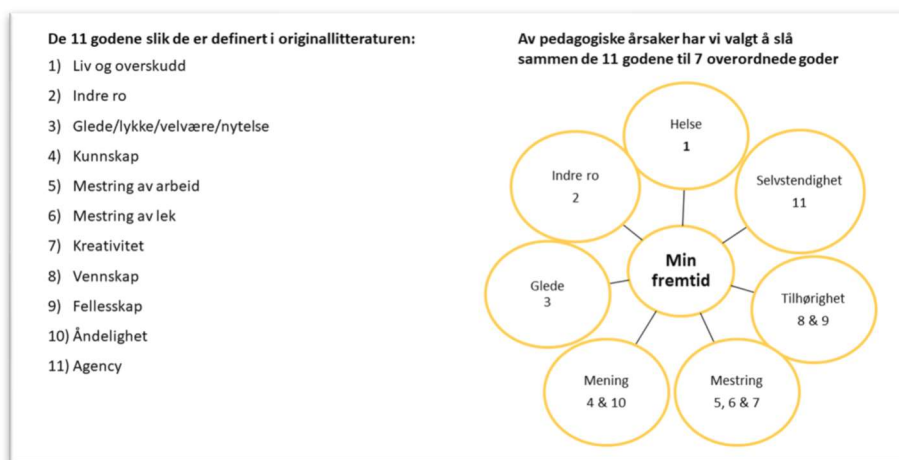 De 11 godene slik de er definert i originallitteraturen:
1) Liv og overskudd
2) Indre ro
3) Glede/lykke/velvære/nytelse
4) Kunnskap
5) Mestring av arbeid
6) Mestring av lek
7) Kreativitet
8) Vennskap
9) Fellesskap
10) Åndelighet
11) Agency
Av pedagogiske årsaker har vi valgt å slå
sammen de 11 godene til 7 overordnede goder
Helse
1
Indre ro
2
Selvstendighet
11
Min
fremtid
Glede
3
Tilhørighet
8 & 9
Mening
4 & 10
Mestring
5, 6 & 7